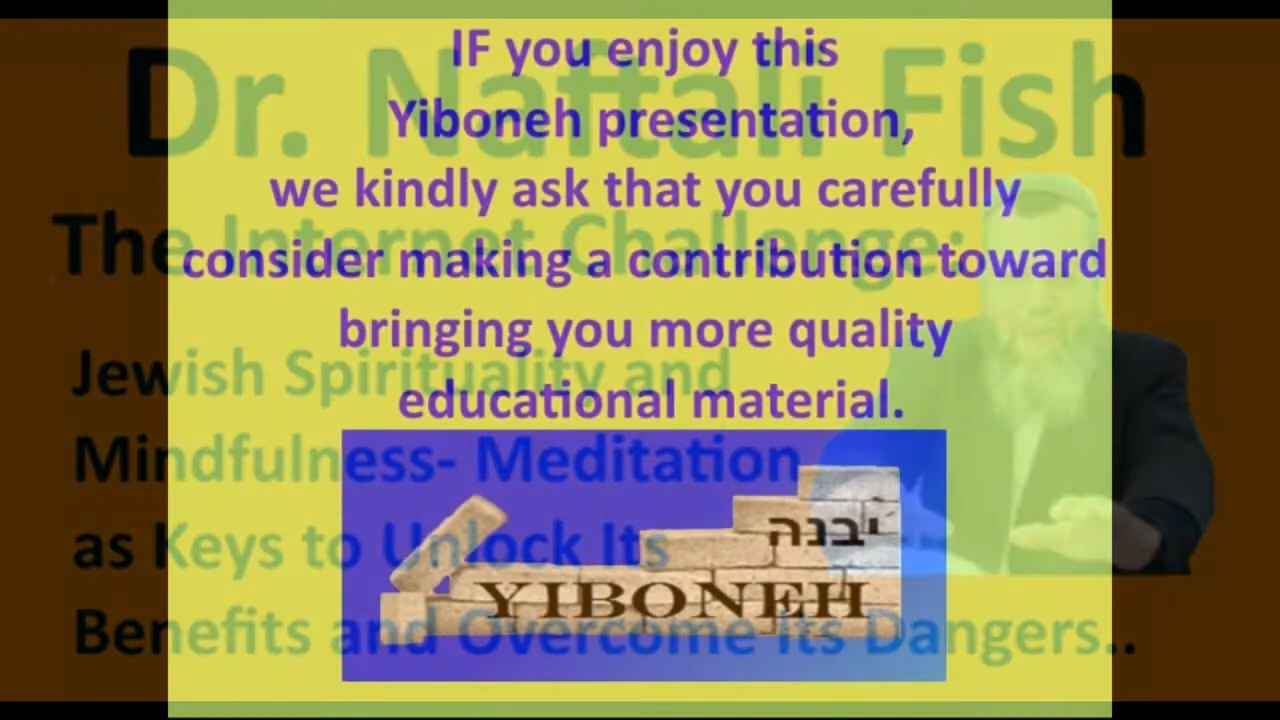 IF you enjoy this
Yiboneh presentation,
we kindly ask that you carefully
consider making a contribution toward
bringing you more quality
educational material.
יבנה
YIBONEH
Dr. Naftali Fish
The Internet Challenge:
Jewish Spirituality and
Mindfulness- Meditation
as Keys to Unlock Its
Benefits and Overcome Its Dangers..